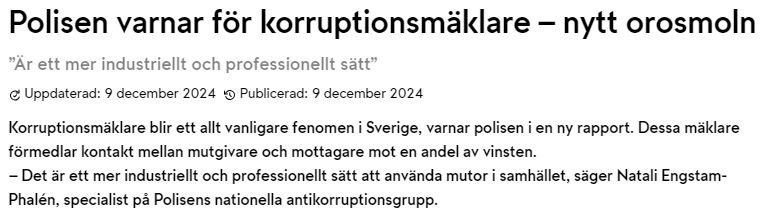 Polisen varnar för korruptionsmäklare – nytt orosmoln
”Är ett mer industriellt och professionellt sätt”
Uppdaterad: 9 december 2024 Publicerad: 9 december 2024
Korruptionsmäklare blir ett allt vanligare fenomen i Sverige, varnar polisen i en ny rapport. Dessa mäklare
förmedlar kontakt mellan mutgivare och mottagare mot en andel av vinsten.
– Det är ett mer industriellt och professionellt sätt att använda mutor i samhället, säger Natali Engstam-
Phalén, specialist på Polisens nationella antikorruptionsgrupp.